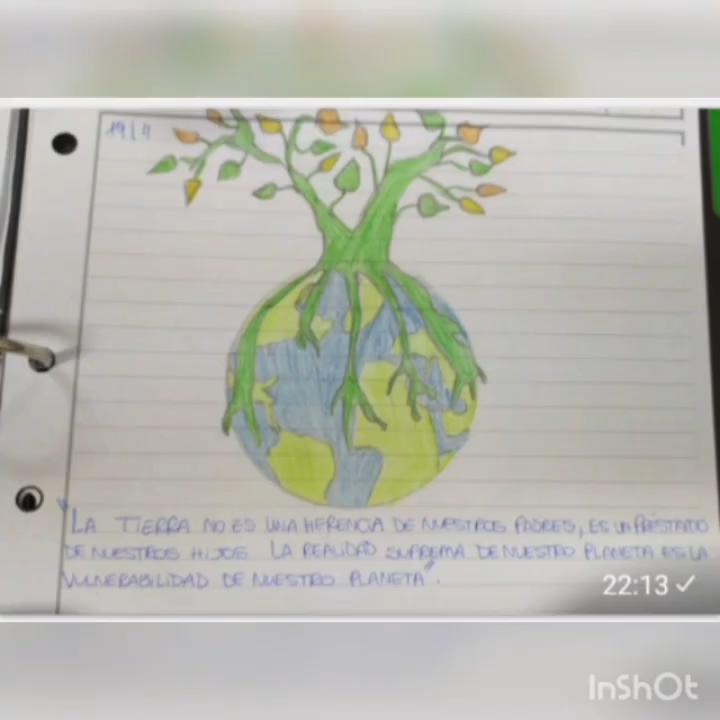 19/4
"LA TIERRA NO ES UNA HERENCIA DE NUESTROS PADRES, ES UN PRÉSTADO
DE NUESTROS HIJOS LA REALIDAD SUPREMA DE NUESTRO PLANETA ES LA
VULNERABILIDAD DE NUESTRO PLANETA".
22:13
InShOt